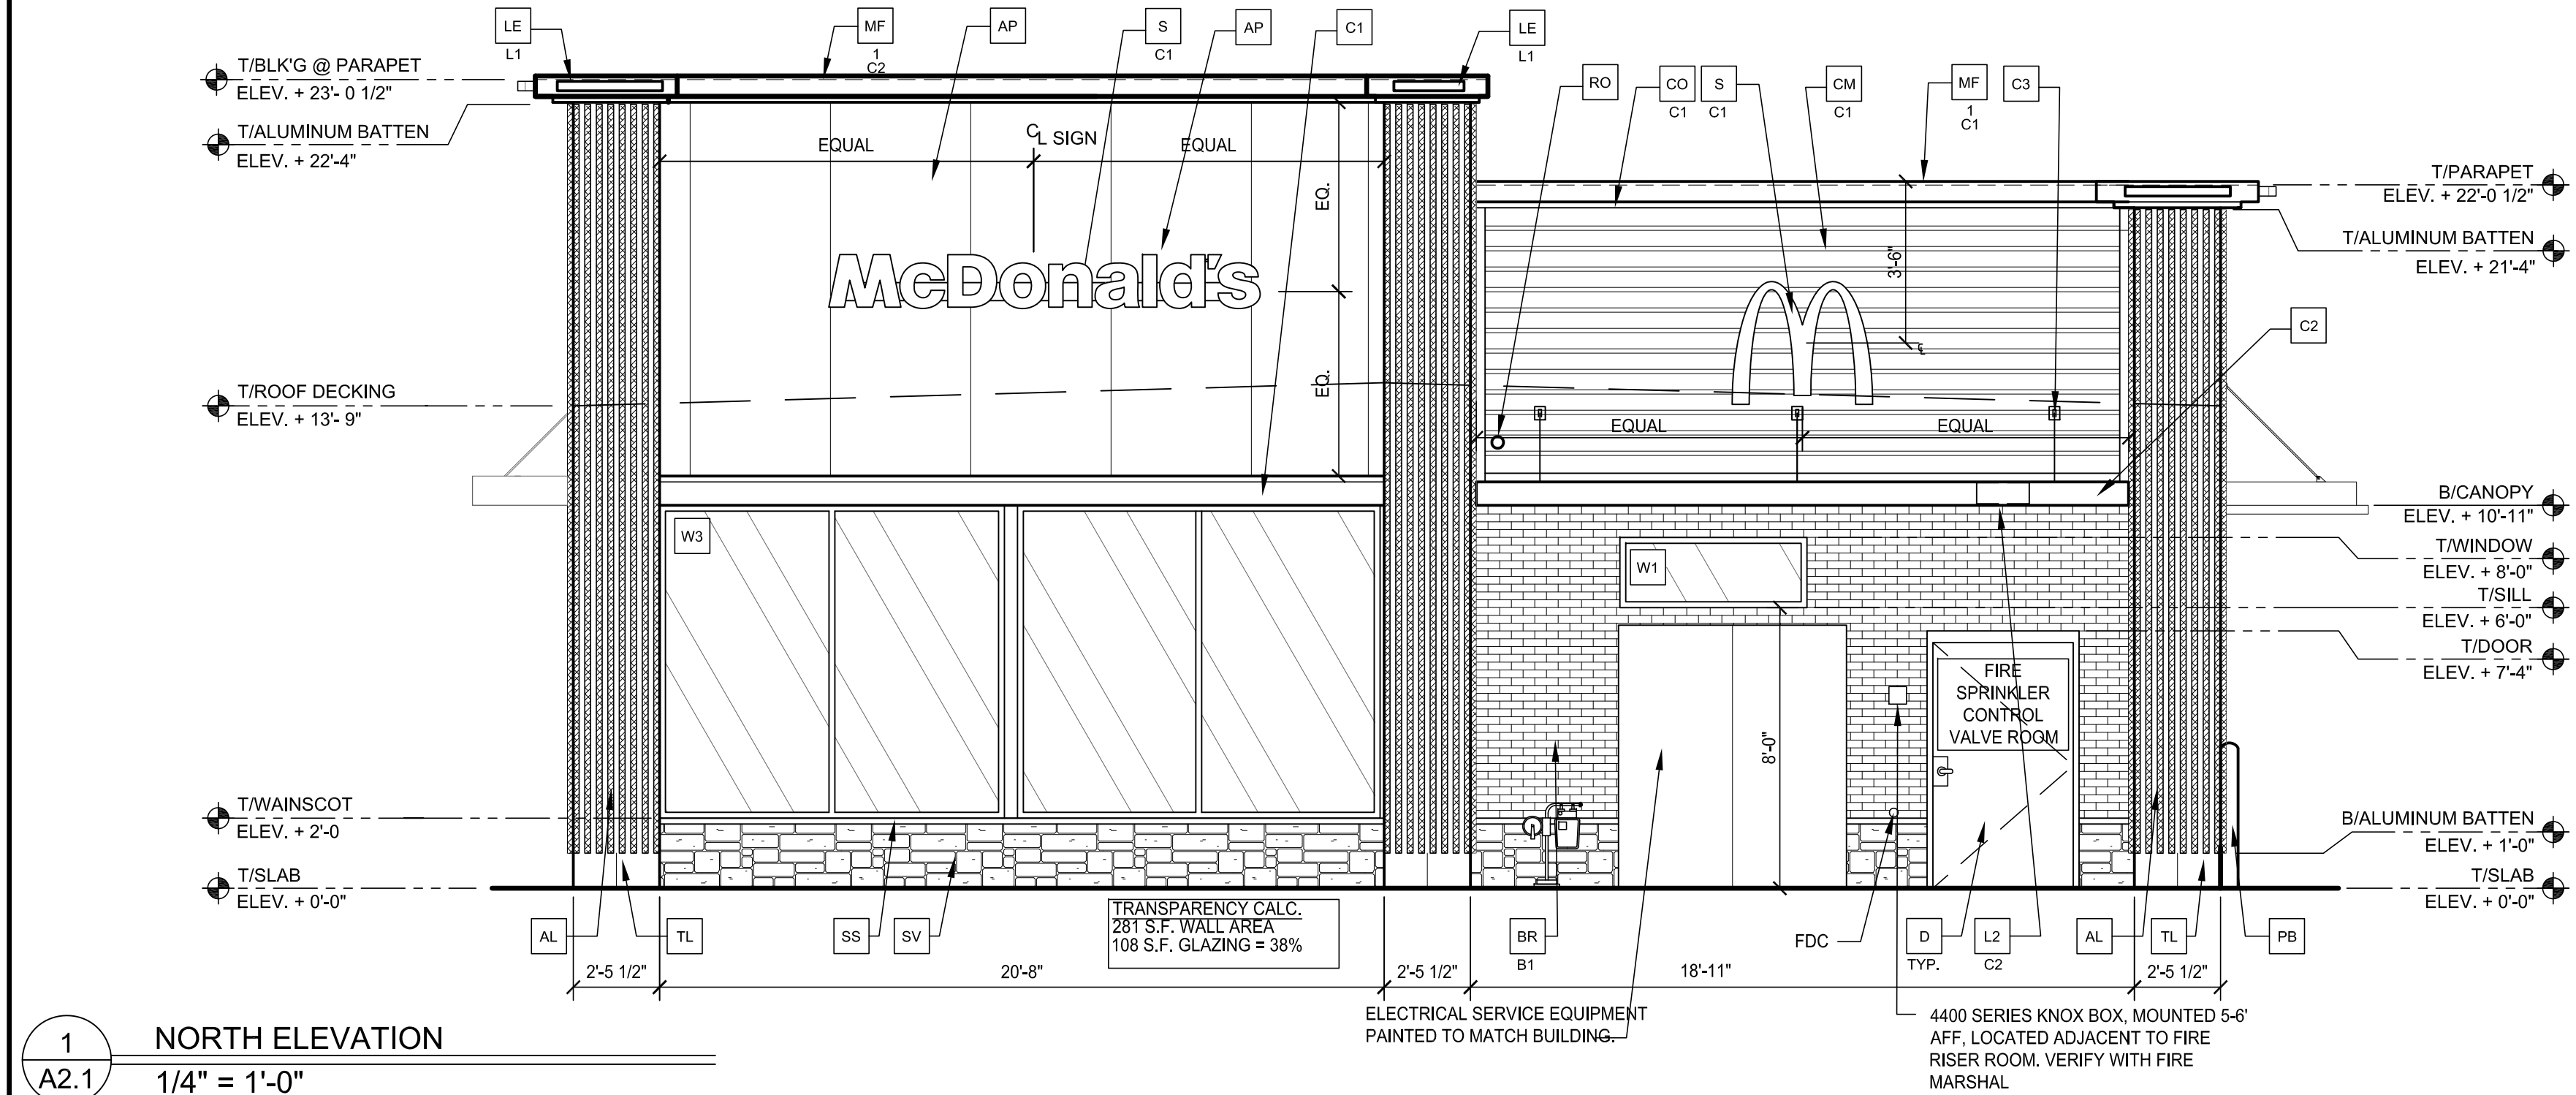 LE
L1
MF
1
C2
AP
S
C1
AP
C1
LE
L1
RO
CO
C1
S
C1
CM
C1
MF
1
C1
C3
T/BLK'G @ PARAPET
ELEV. + 23'- 0 1/2"
T/ALUMINUM BATTEN
ELEV. + 22'-4"
T/ROOF DECKING
ELEV. + 13'- 9"
T/WAINSCOT
ELEV. + 2'-0
T/SLAB
ELEV. + 0'-0"
EQUAL
CL SIGN
EQUAL
EQ.
EQ.
McDonald's
3'-6"
CL
EQUAL
EQUAL
C2
W3
W1
8'-0"
FIRE
SPRINKLER
CONTROL
VALVE ROOM
T/PARAPET
ELEV. + 22'-0 1/2"
T/ALUMINUM BATTEN
ELEV. + 21'-4"
B/CANOPY
ELEV. + 10'-11"
T/WINDOW
ELEV. + 8'-0"
T/SILL
ELEV. + 6'-0"
T/DOOR
ELEV. + 7'-4"
B/ALUMINUM BATTEN
ELEV. + 1'-0"
T/SLAB
ELEV. + 0'-0"
AL
TL
SS
SV
TRANSPARENCY CALC.
281 S.F. WALL AREA
108 S.F. GLAZING = 38%
BR
B1
FDC
D
TYP.
L2
C2
AL
TL
PB
2'-5 1/2"
20'-8"
2'-5 1/2"
18'-11"
2'-5 1/2"
ELECTRICAL SERVICE EQUIPMENT
PAINTED TO MATCH BUILDING.
4400 SERIES KNOX BOX, MOUNTED 5-6'
AFF, LOCATED ADJACENT TO FIRE
RISER ROOM. VERIFY WITH FIRE
MARSHAL
1
A2.1
NORTH ELEVATION
1/4" = 1'-0"